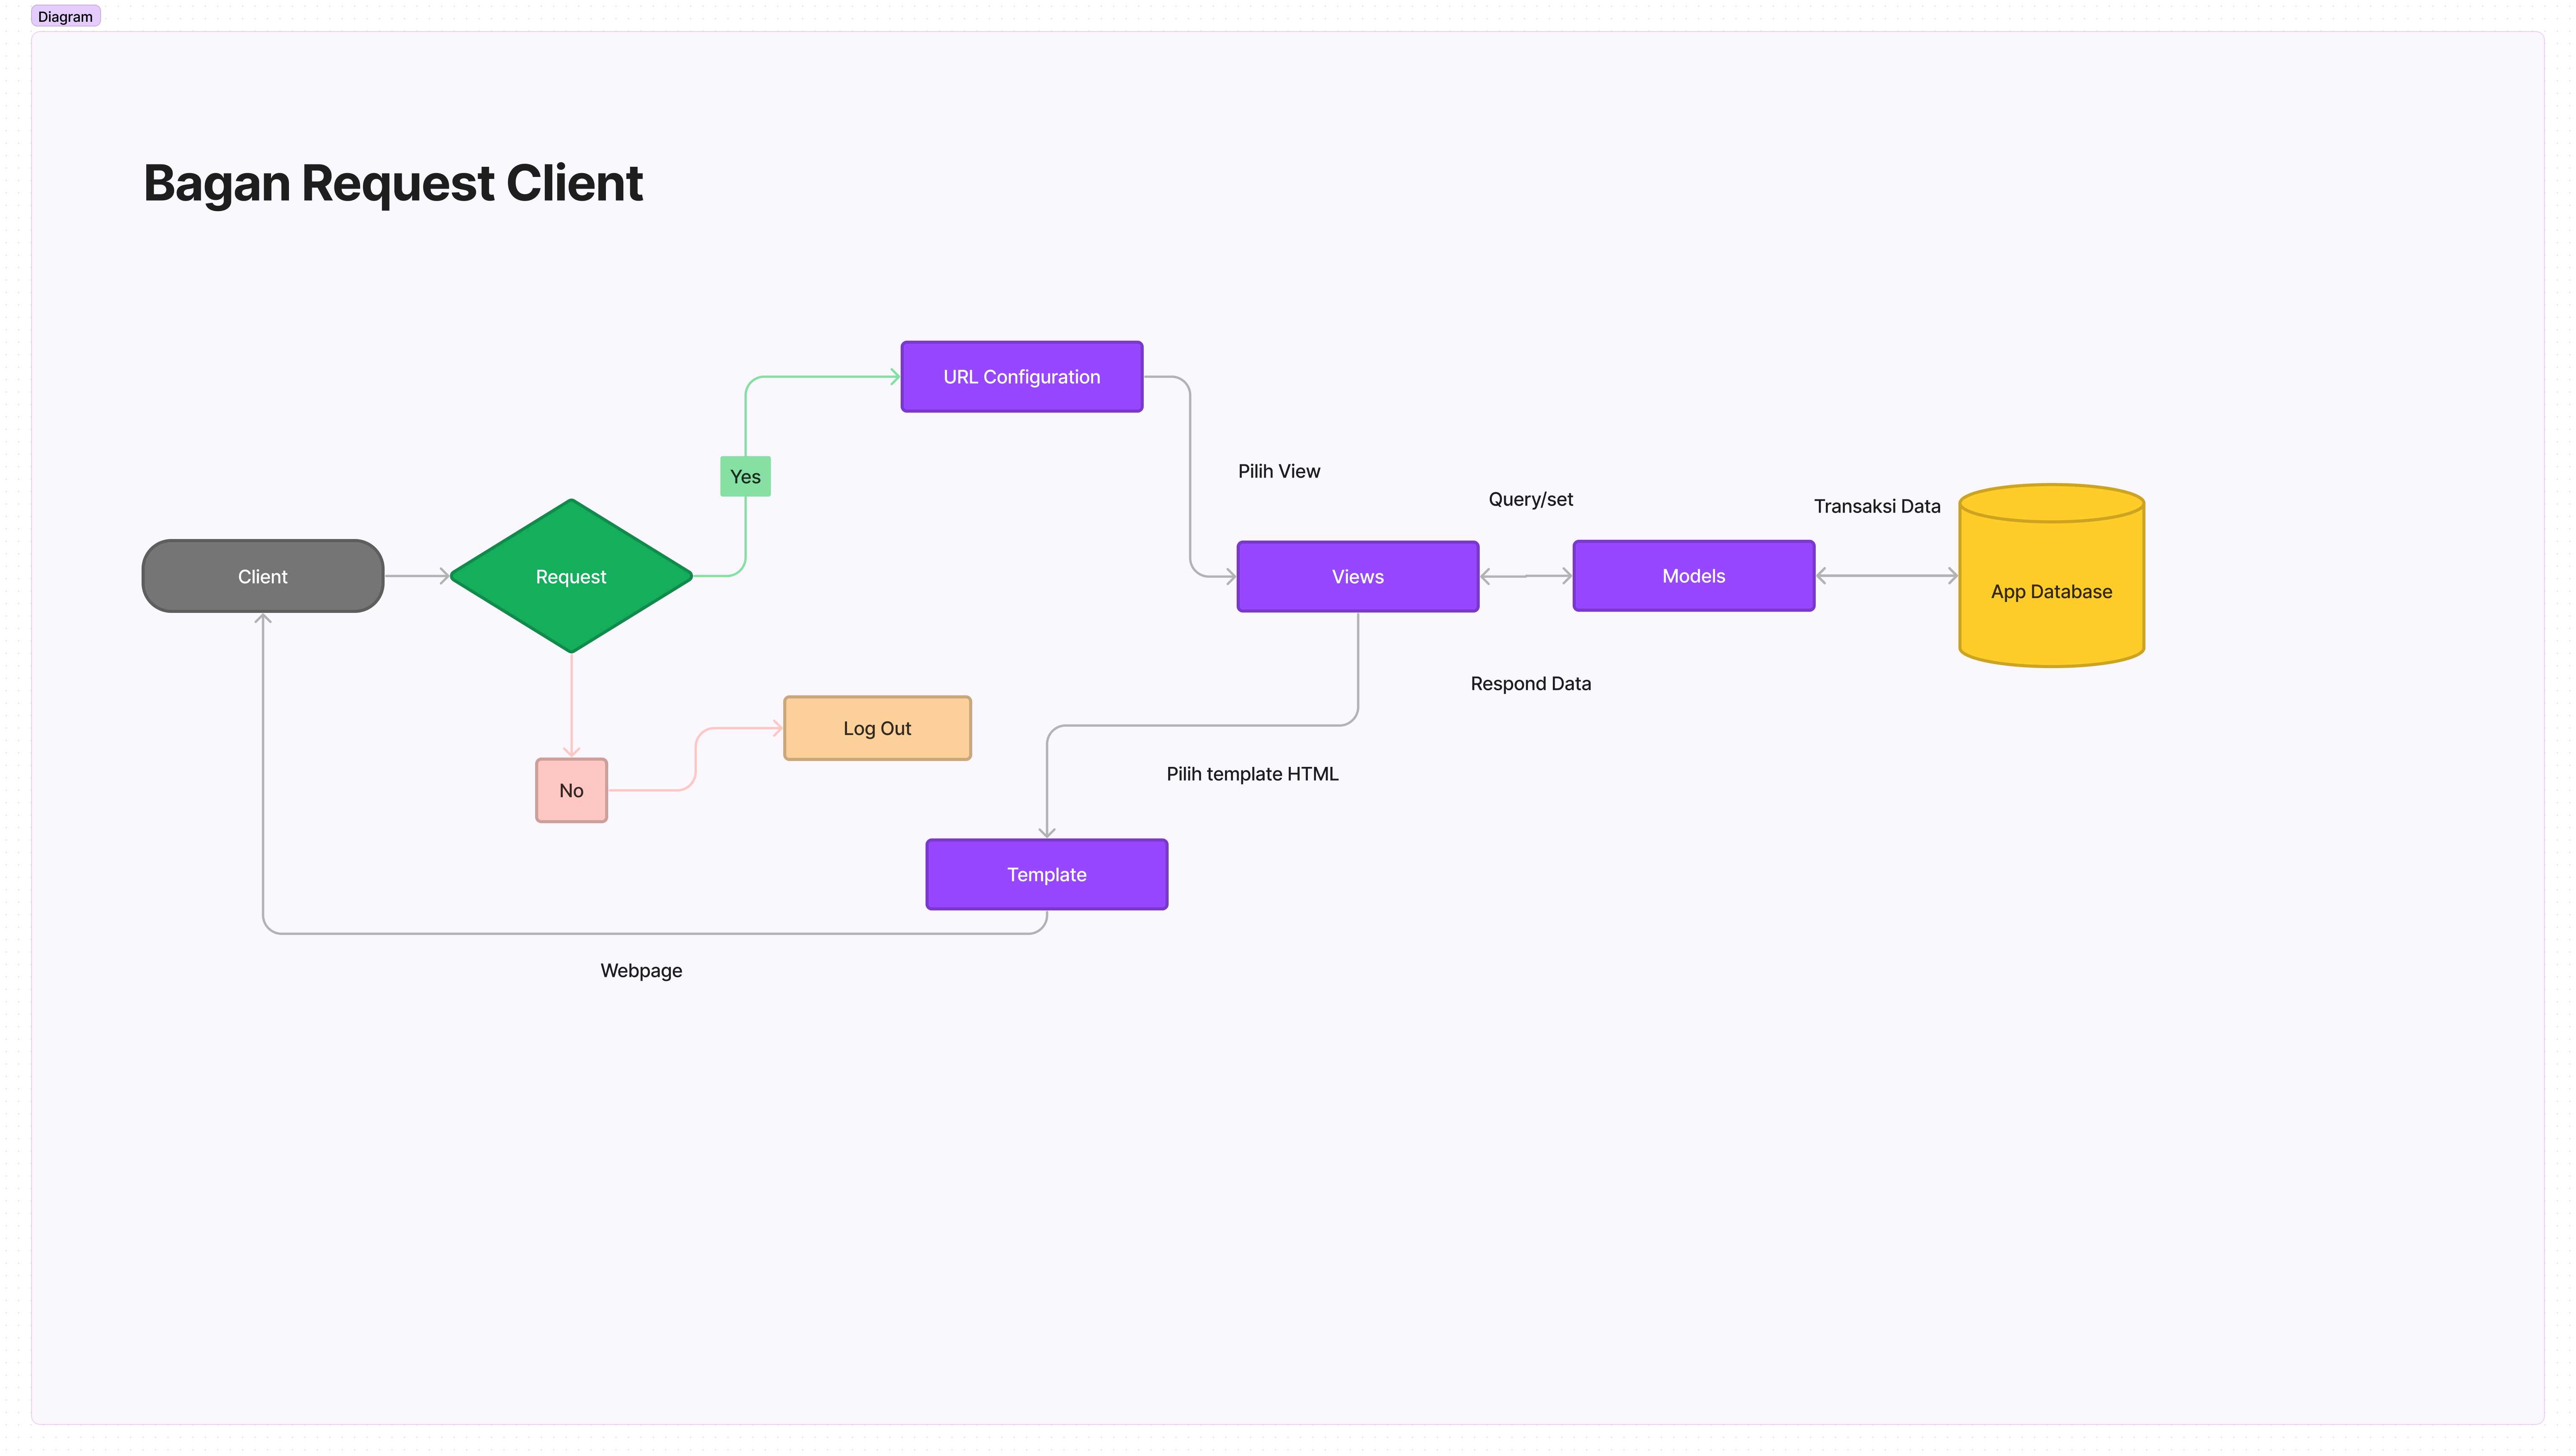 Diagram
Bagan Request Client
URL Configuration
Yes
Pilih View
Query/set
Transaksi Data
Client
Request
Views
Models
App Database
Respond Data
Log Out
No
Pilih template HTML
Template
Webpage